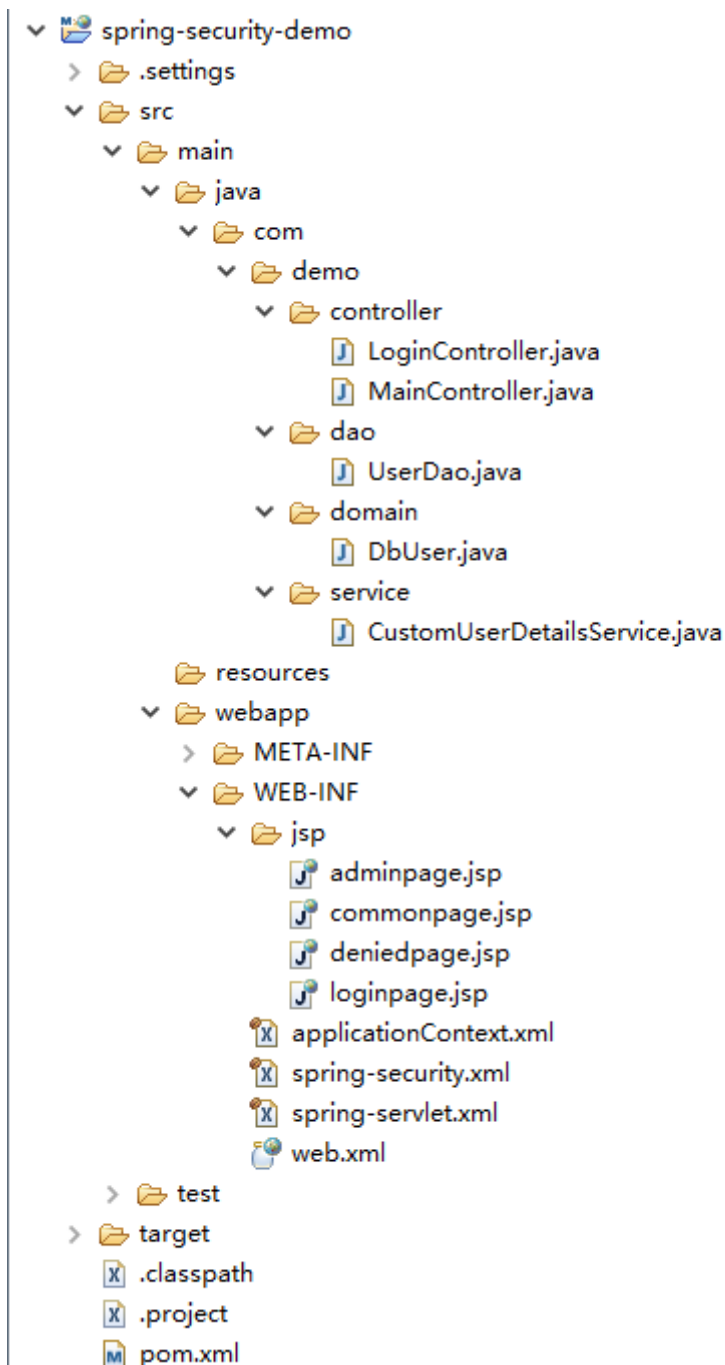 spring-security-demo
.settings
src
main
java
com
demo
controller
LoginController.java
MainController.java
dao
UserDao.java
domain
DbUser.java
service
CustomUserDetailsService.java
resources
webapp
META-INF
WEB-INF
jsp
adminpage.jsp
commonpage.jsp
deniedpage.jsp
loginpage.jsp
applicationContext.xml
spring-security.xml
spring-servlet.xml
web.xml
test
target
.classpath
.project
pom.xml